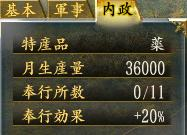 基本 軍事 内政
特産品 薬
月生産量 36000
奉行所数 0/11
奉行効果 +20%